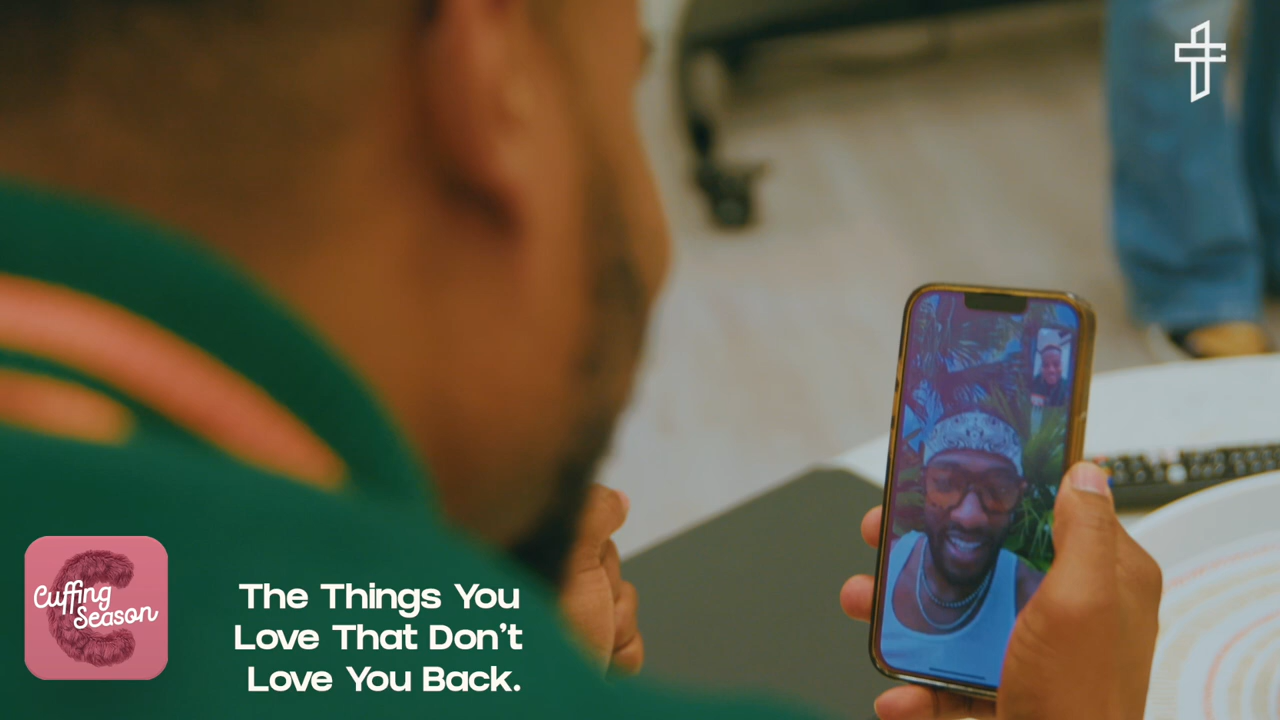 Cuffing
Season
The Things You
Love That Don’t
Love You Back.